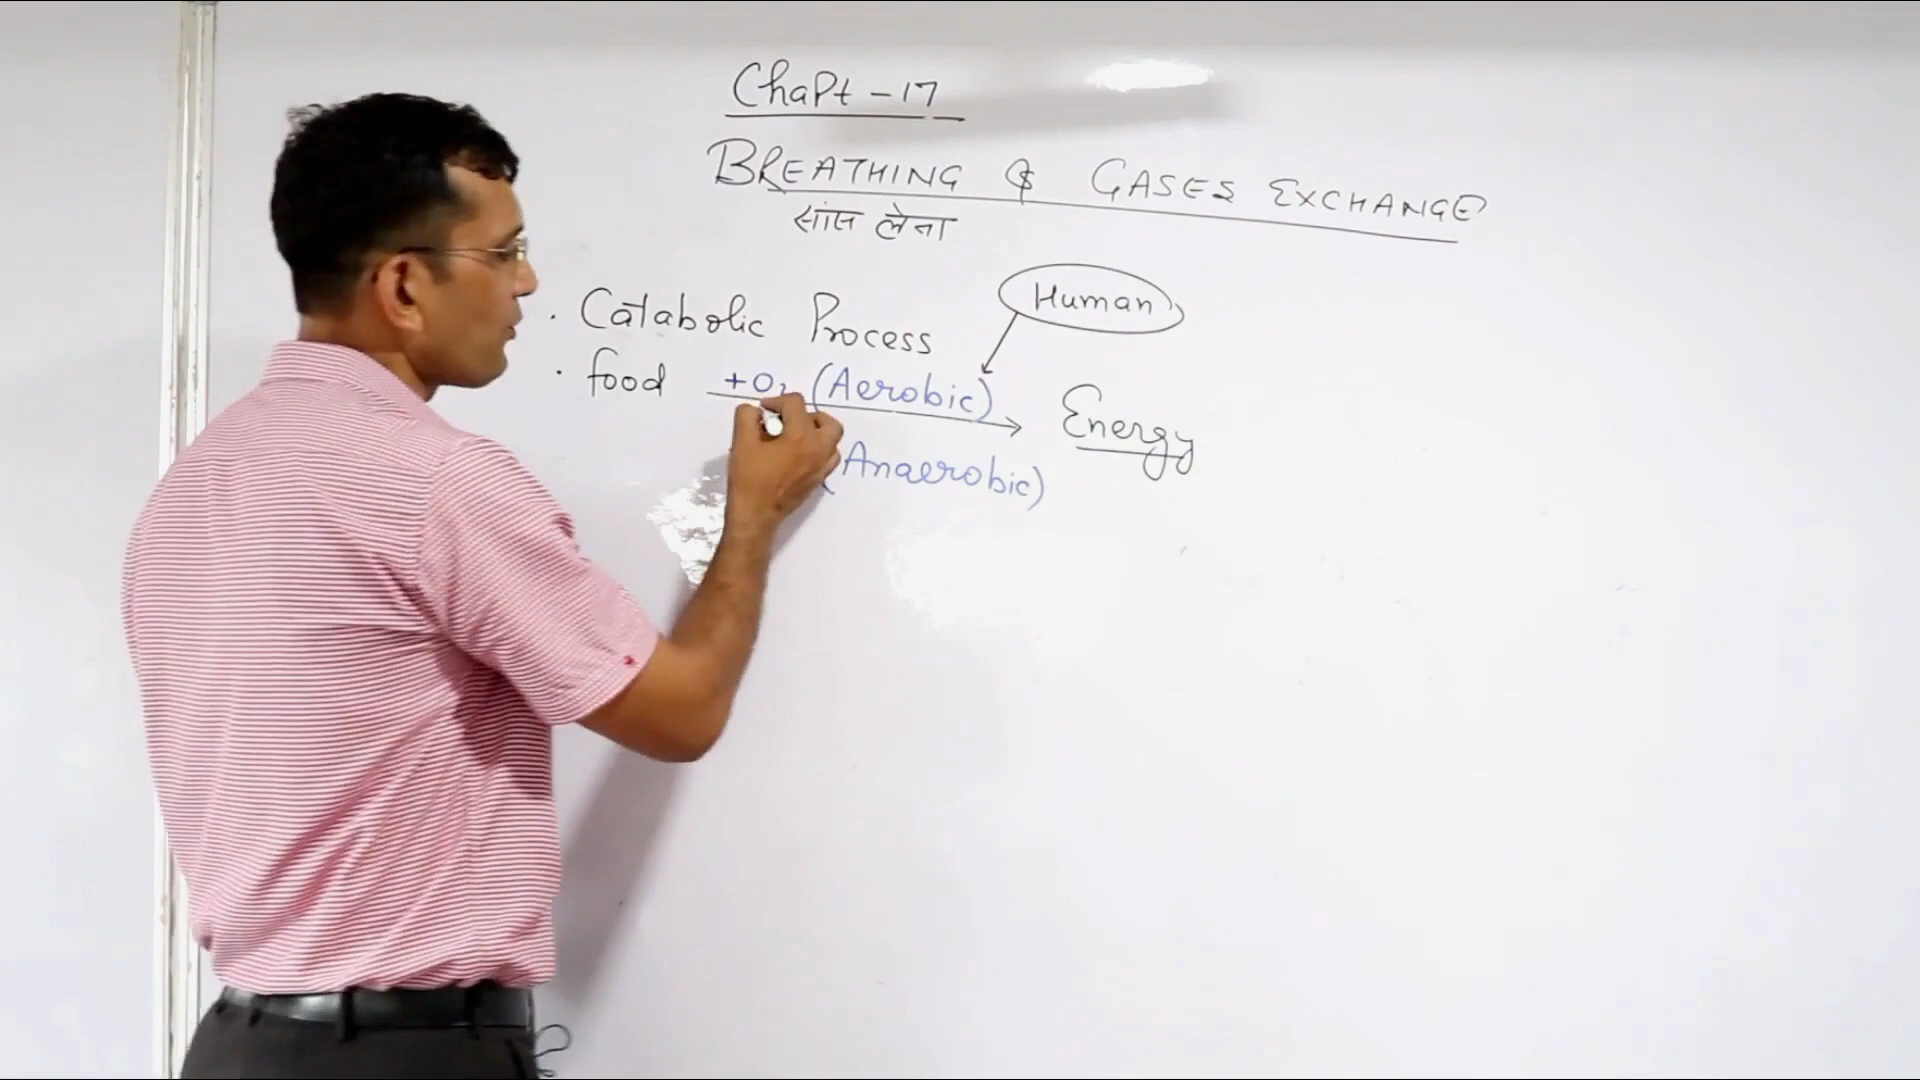 ChaPt - 17
BREATHING & GASES EXCHANGE
सांस लेना
Human
· Catabolic Process
· food +O₂ (Aerobic) → Energy
(Anaerobic)